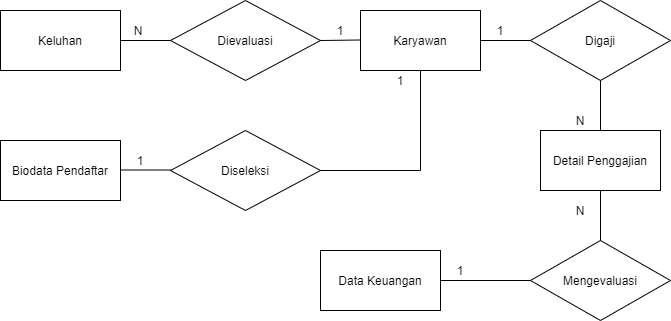 Keluhan
N
Dievaluasi
1
Karyawan
1
Digaji
1
N
Biodata Pendaftar
1
Diseleksi
Detail Penggajian
N
Data Keuangan
1
Mengevaluasi